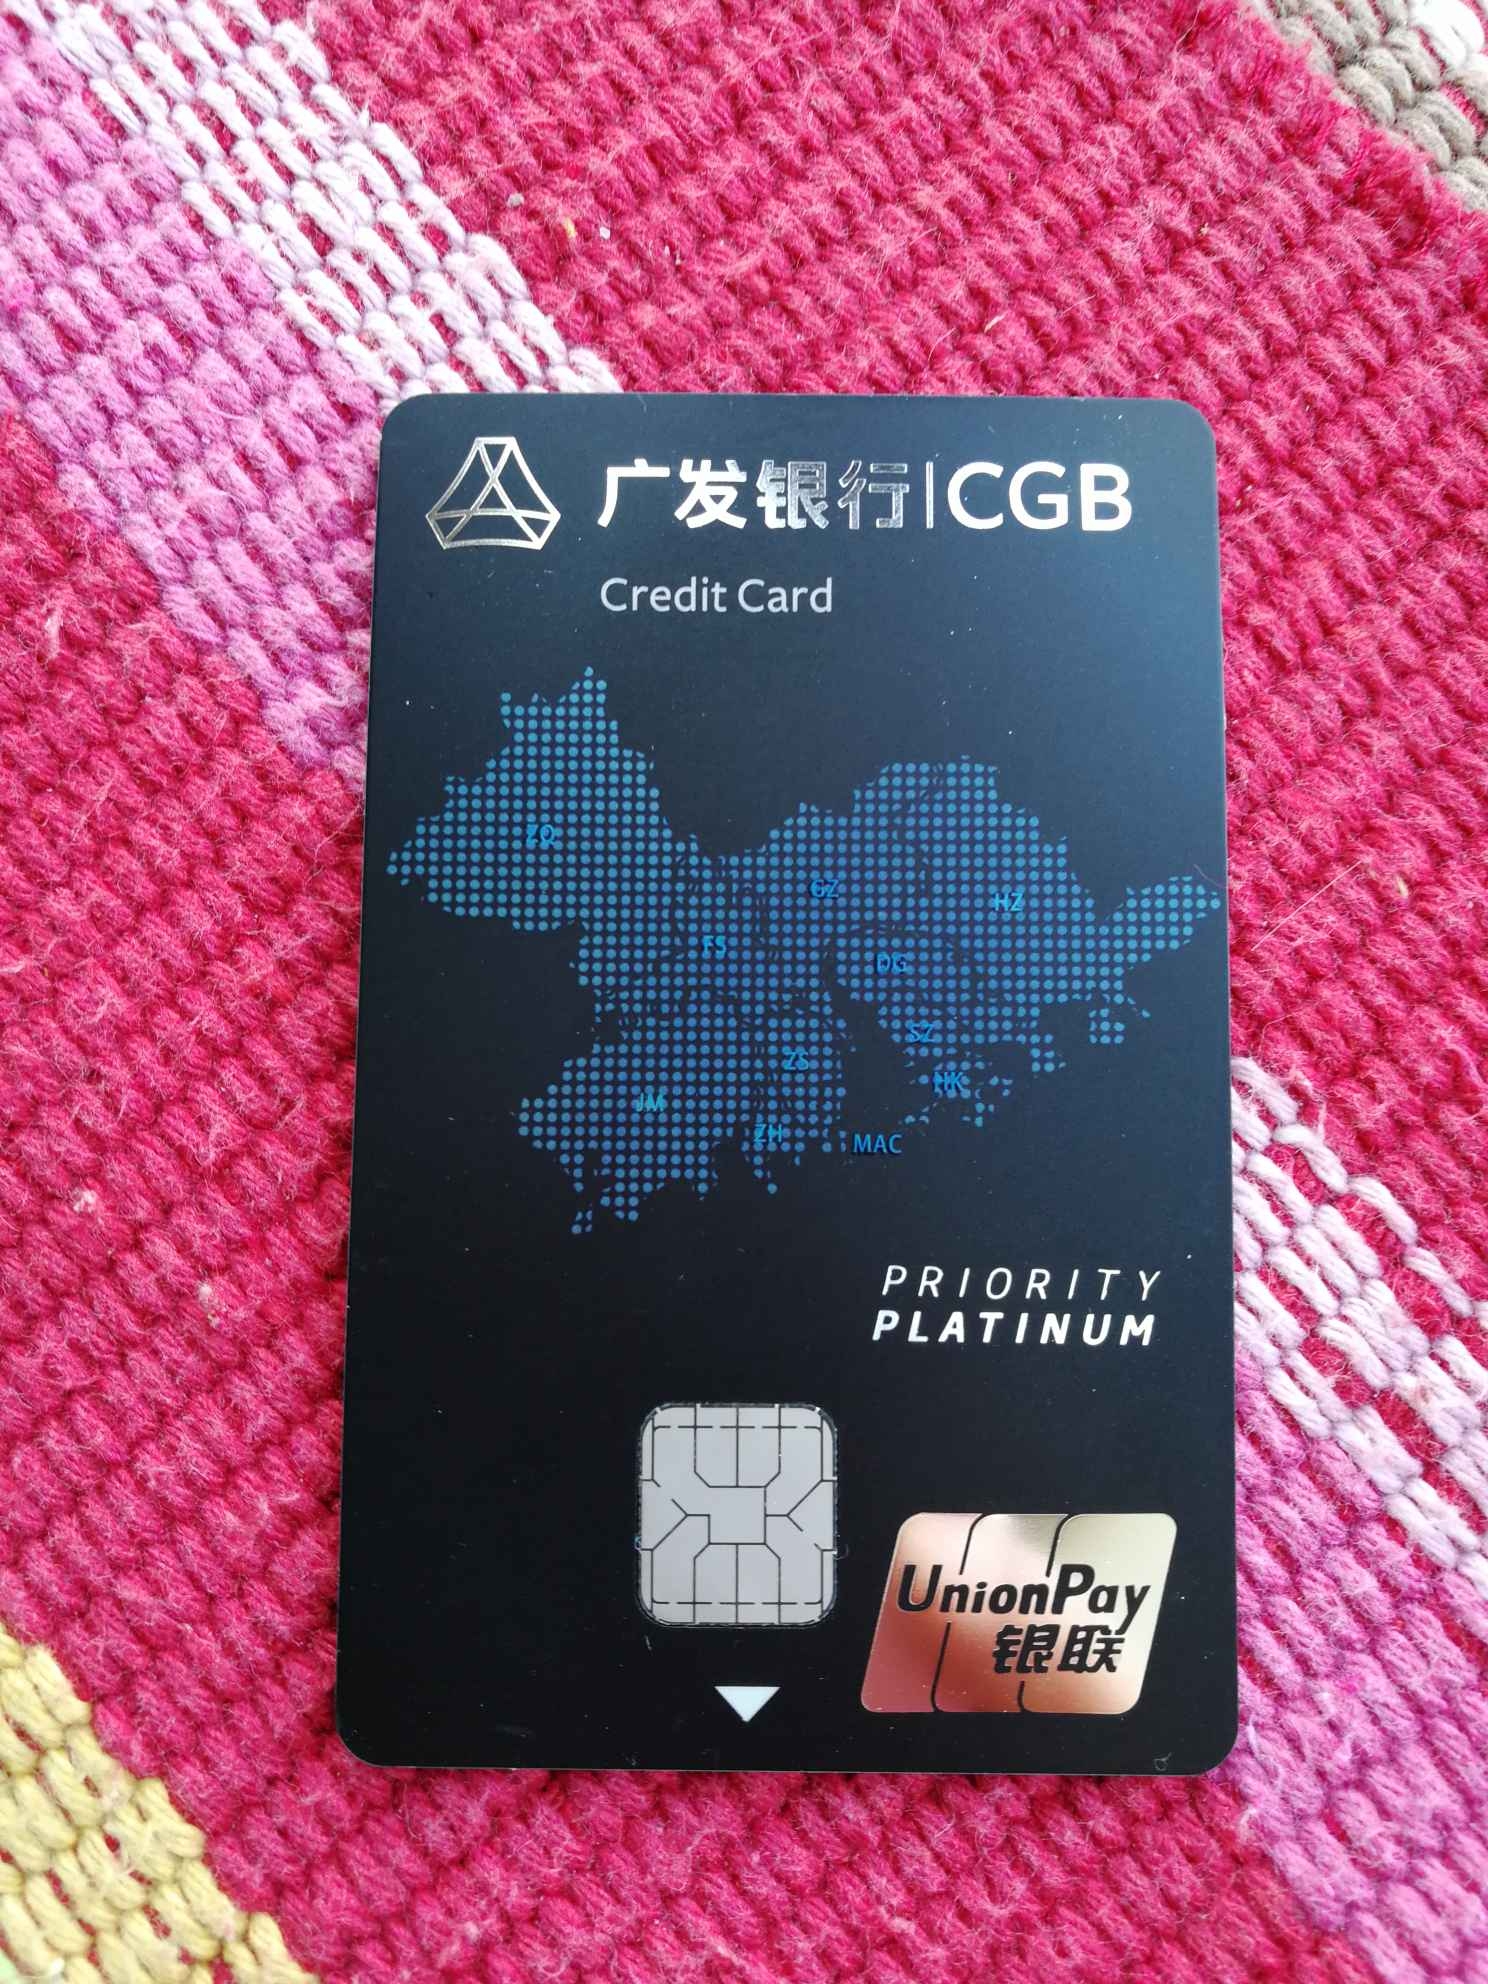 广发银行|CGB
Credit Card
ZQ
GZ
HZ
FS
DG
SZ
ZS
HK
JM
ZH
MAC
PRIORITY
PLATINUM
UnionPay
银联